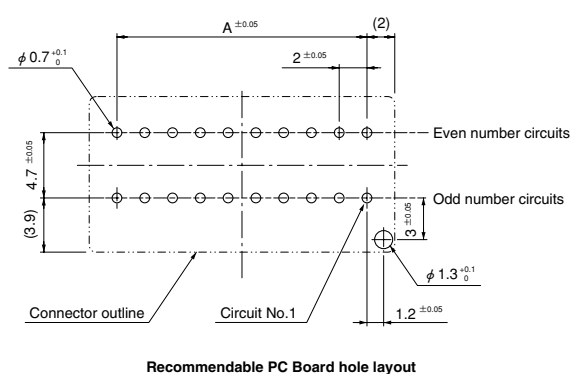 A ±0.05
(2)
φ 0.7 +0.1 0
2 ±0.05
Even number circuits
4.7 ±0.05
Odd number circuits
(3.9)
3 ±0.05
φ 1.3 +0.1 0
Connector outline
Circuit No.1
1.2 ±0.05
Recommendable PC Board hole layout